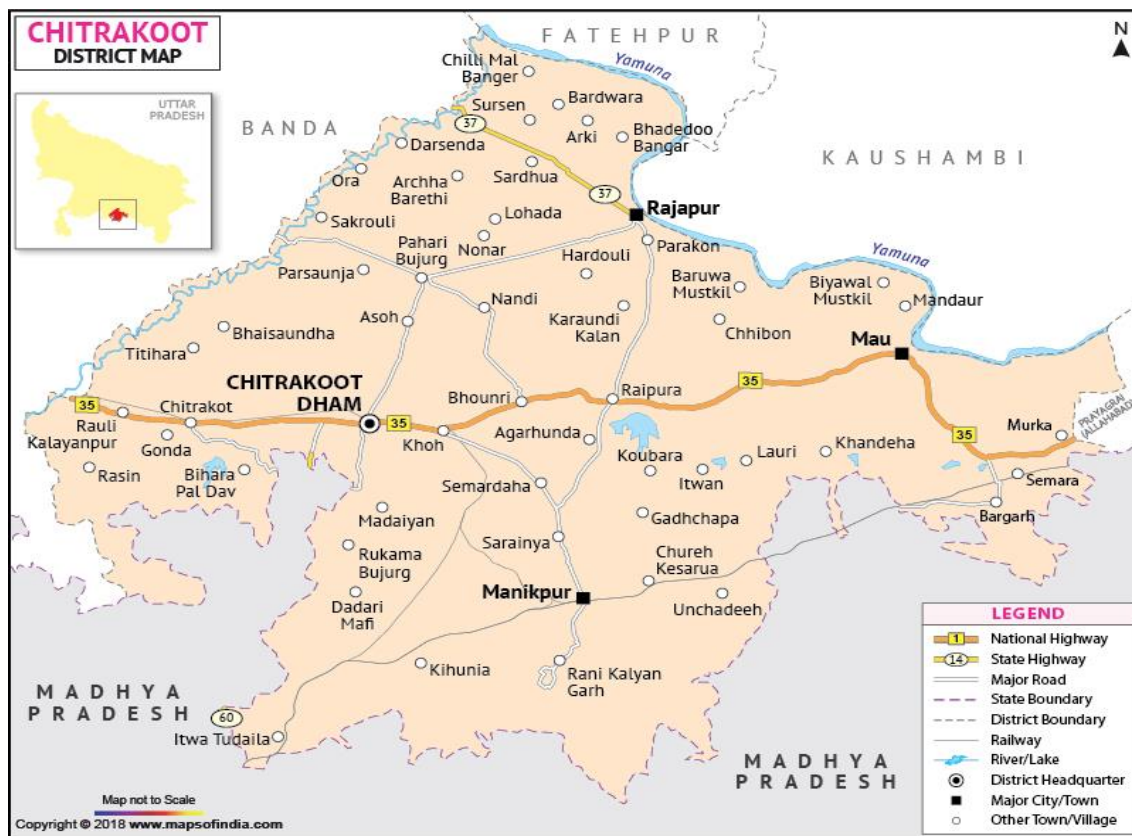 CHITRAKOOT
DISTRICT MAP
N
FATEHPUR
Yamuna
Chilli Mal
Banger
Bardwara
Sursen
UTTAR
PRADESH
BANDA
37
Arki
Bhadedoo
Bangar
Darsenda
KAUSHAMBI
Sardhua
Ora
Archha
Barethi
37
Rajapur
Lohada
Sakrouli
Nonar
Parakon
Pahari
Bujurg
Yamuna
Hardouli
Parsaunja
Baruwa
Mustkil
Biyawal
Mustkil
Nandi
Mandaur
Karaundi
Kalan
Asoh
Chhibon
Bhaisaundha
Mau
Titihara
CHITRAKOOT
DHAM
35
Bhounri
Raipura
35
Chitrakot
35
Rauli
Kalayanpur
Khoh
Agarhunda
35
Murka
PRAYAGRAJ
(ALLAHABAD)
Gonda
Khandeha
Koubara
Lauri
Rasin
Bihara
Pal Dav
Itwan
Semardaha
Semara
Madaiyan
Gadhchapa
Bargarh
Sarainya
Rukama
Bujurg
Chureh
Kesarua
Manikpur
Dadari
Mafi
Unchadeeh
LEGEND
1 National Highway
14 State Highway
Major Road
State Boundary
District Boundary
Railway
River/Lake
District Headquarter
Major City/Town
Other Town/Village
Kihunia
Rani Kalyan
Garh
MADHYA
PRADESH
60
Itwa Tudaila
MADHYA
PRADESH
Map not to Scale
Copyright © 2018 www.mapsofindia.com